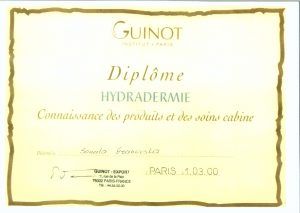 GUINOT
INSTITUT · PARIS
Diplôme
HYDRADERMIE
Connaissance des produits et des soins cabine
GUINOT - EXPORT
PARIS 1.03.00